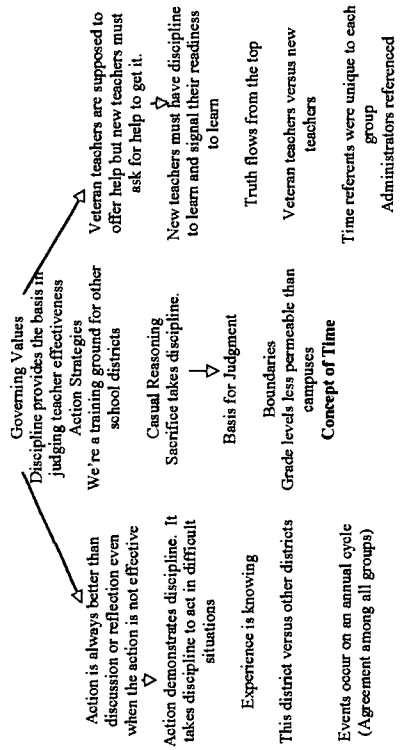 Governing Values
Discipline provides the basis in
judging teacher effectiveness
Action Strategies
Action is always better than
discussion or reflection even
when the action is not effective
We're a training ground for other
school districts
Veteran teachers are supposed to
offer help but new teachers must
ask for help to get it.
Casual Reasoning
Action demonstrates discipline. It
takes discipline to act in difficult
situations
Sacrifice takes discipline.
New teachers must have discipline
to learn and signal their readiness
to learn
Basis for Judgment
Experience is knowing
Truth flows from the top
Boundaries
This district versus other districts
Grade levels less permeable than
campuses
Veteran teachers versus new
teachers
Concept of Time
Events occur on an annual cycle
(Agreement among all groups)
Time referents were unique to each
group
Administrators referenced